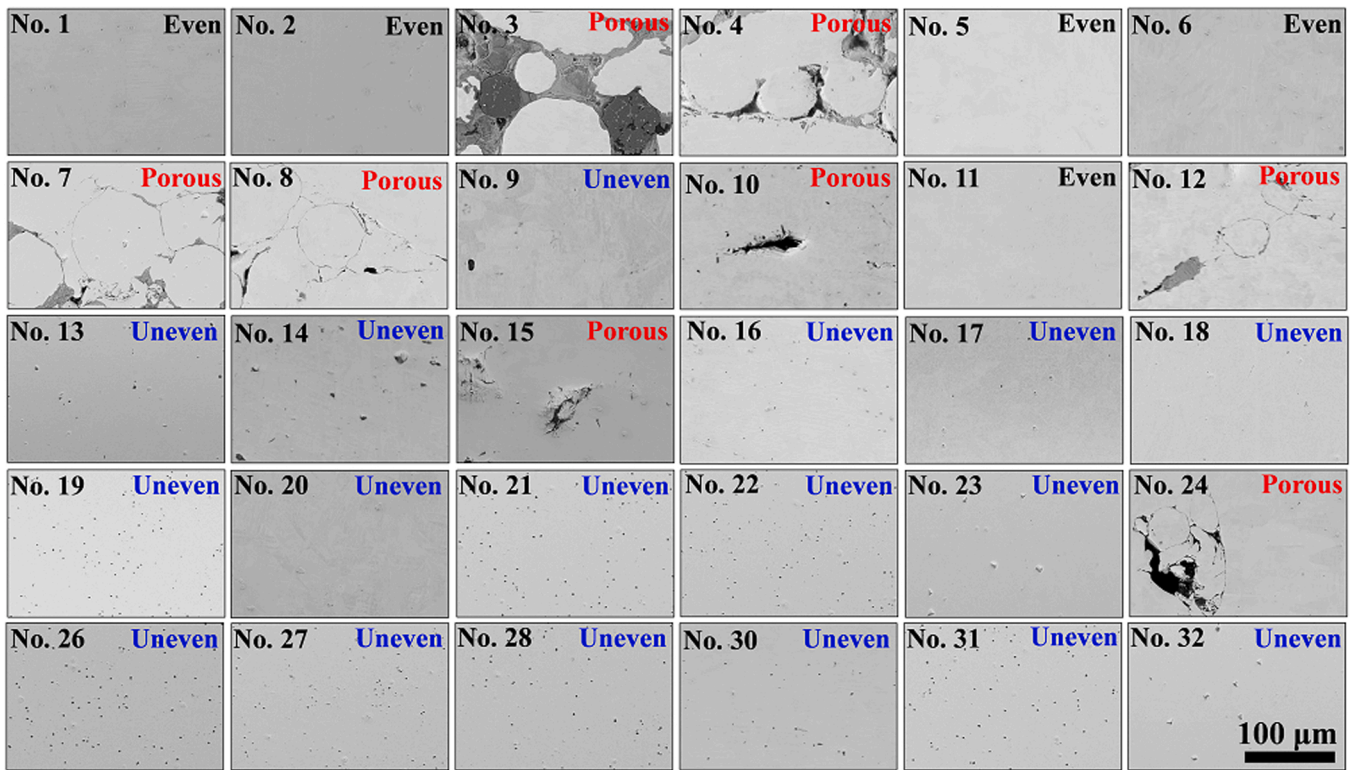 No. 1 Even No. 2 Even No. 3 Porous No. 4 Porous No. 5 Even No. 6 Even
No. 7 Porous No. 8 Porous No. 9 Uneven No. 10 Porous No. 11 Even No. 12 Porous
No. 13 Uneven No. 14 Uneven No. 15 Porous No. 16 Uneven No. 17 Uneven No. 18 Uneven
No. 19 Uneven No. 20 Uneven No. 21 Uneven No. 22 Uneven No. 23 Uneven No. 24 Porous
No. 26 Uneven No. 27 Uneven No. 28 Uneven No. 30 Uneven No. 31 Uneven No. 32 Uneven
100 μm